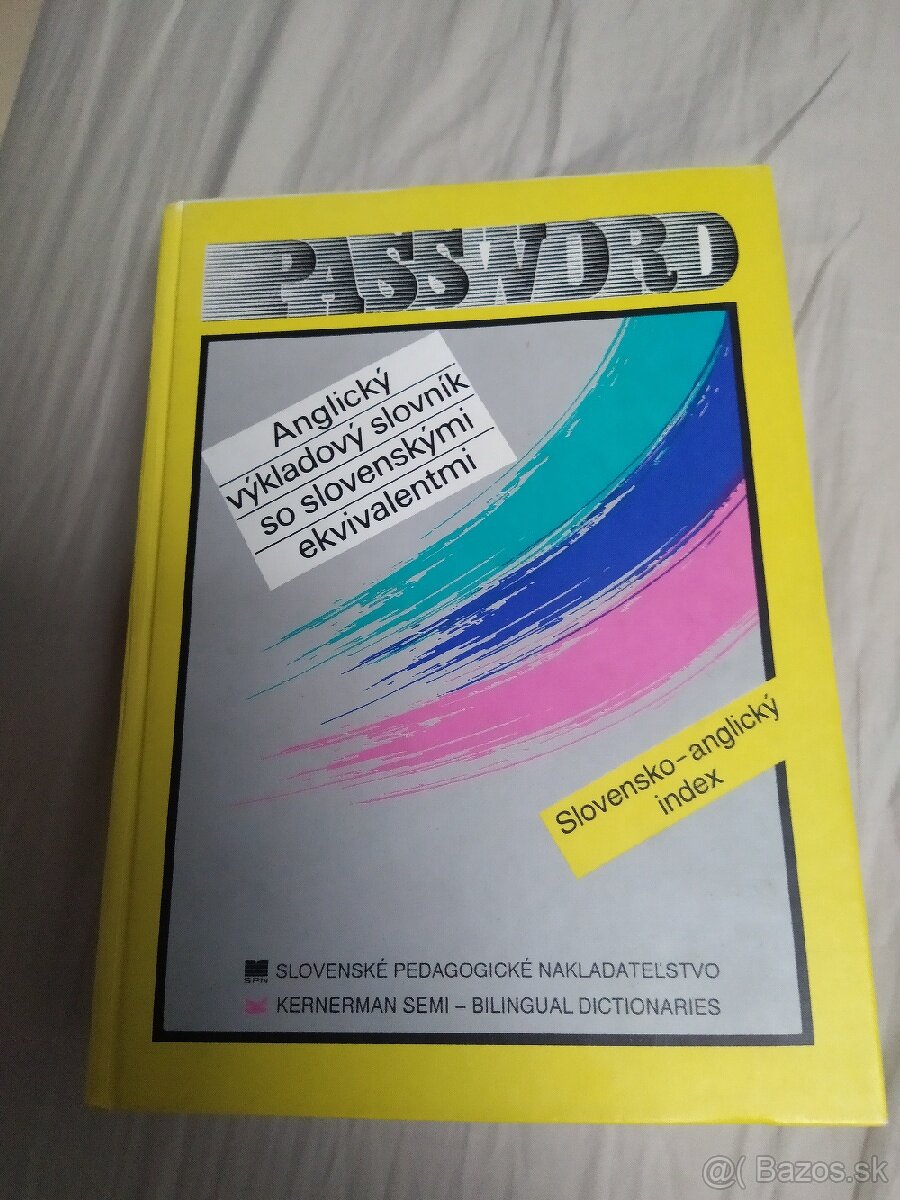 PASSWORD
Anglický
výkladový slovník
so slovenskými
ekvivalentmi
Slovensko-anglický
index
SPN
SLOVENSKÉ PEDAGOGICKÉ NAKLADATEĽSTVO
KERNERMAN SEMI – BILINGUAL DICTIONARIES
@( Bazos.sk